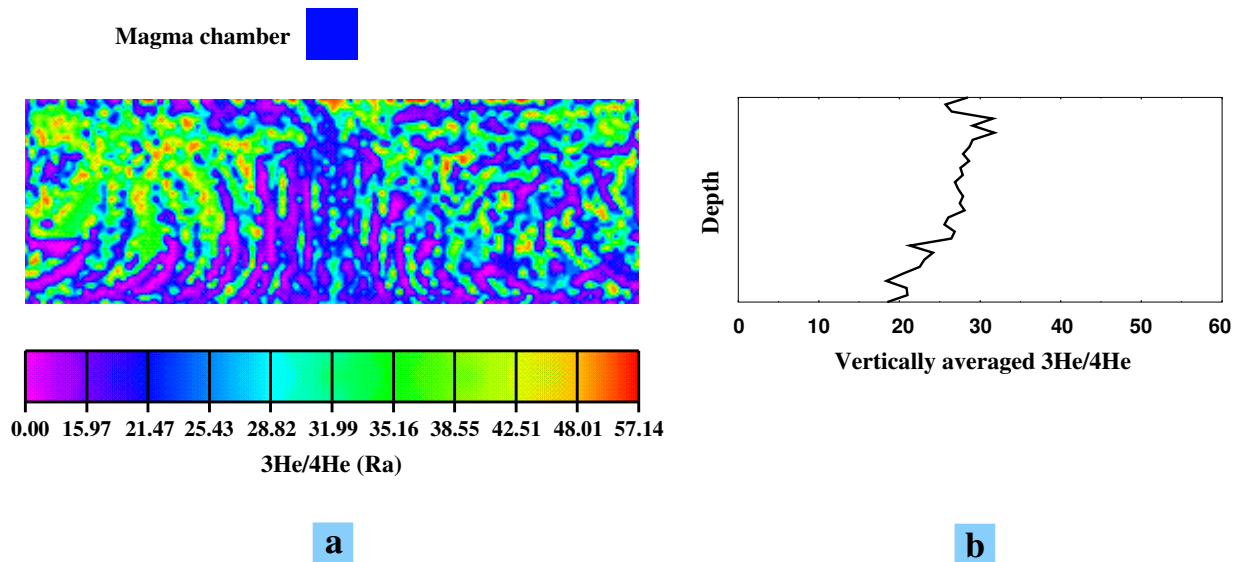 Magma chamber
0.00 15.97 21.47 25.43 28.82 31.99 35.16 38.55 42.51 48.01 57.14
3He/4He (Ra)
a
Depth
0 10 20 30 40 50 60
Vertically averaged 3He/4He
b